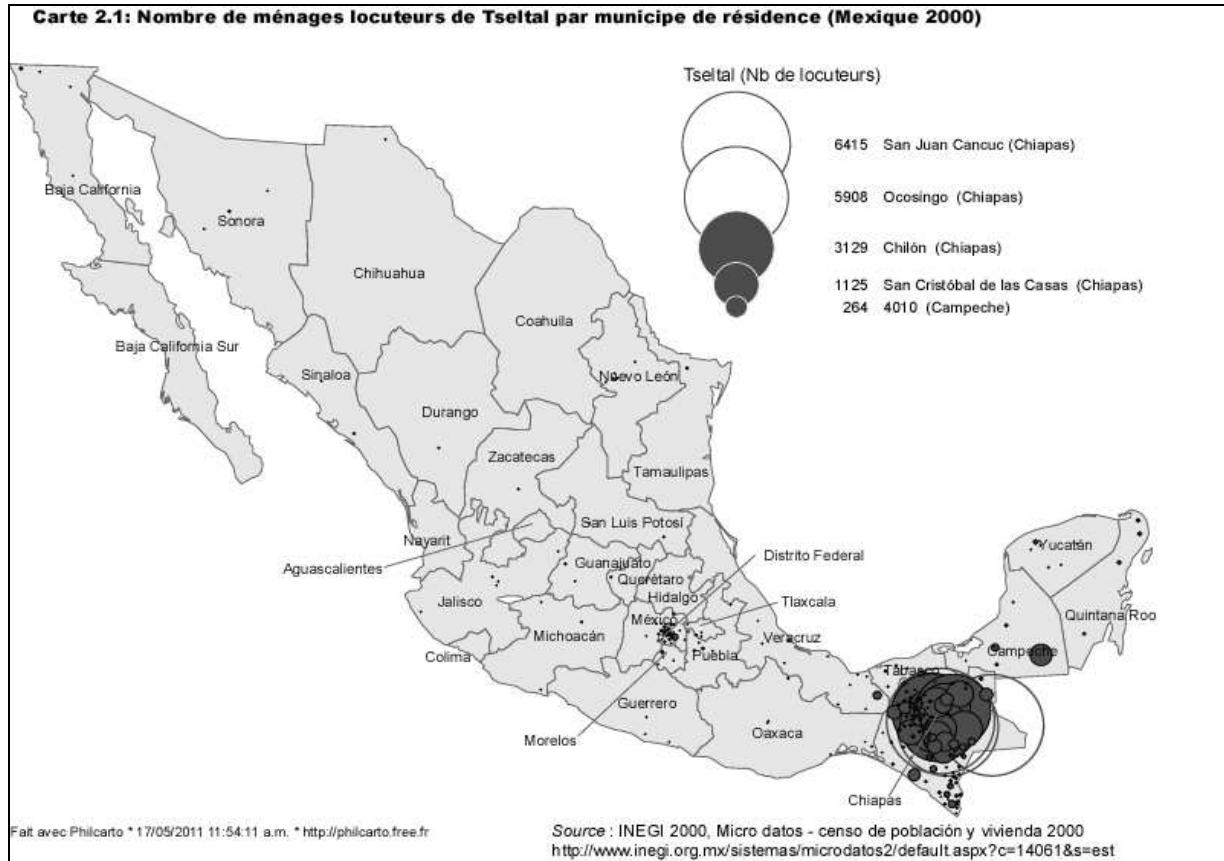 Carte 2.1: Nombre de ménages locuteurs de Tseltal par municipe de résidence (Mexique 2000)
Tseltal (Nb de locuteurs)
6415 San Juan Cancuc (Chiapas)
5908 Ocosingo (Chiapas)
3129 Chilón (Chiapas)
1125 San Cristóbal de las Casas (Chiapas)
264 4010 (Campeche)
Baja California
Sonora
Chihuahua
Coahuila
Baja California Sur
Sinaloa
Nuevo León
Durango
Zacatecas
Tamaulipas
San Luis Potosí
Nayarit
Aguascalientes
Guanajuato
Querétaro
Hidalgo
Distrito Federal
Yucatán
Jalisco
México
Tlaxcala
Quintana Roo
Michoacán
Veracruz
Colima
Puebla
Campeche
Tabasco
Guerrero
Oaxaca
Morelos
Chiapas
Fait avec Philcarto * 17/05/2011 11:54:11 a.m. * http://philcarto.free.fr
Source : INEGI 2000, Micro datos - censo de población y vivienda 2000
http://www.inegi.org.mx/sistemas/microdatos2/default.aspx?c=14061&s=est